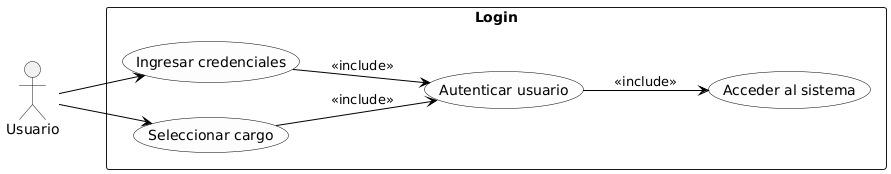 Login
Ingresar credenciales
«include»
Autenticar usuario
«include»
Acceder al sistema
«include»
Seleccionar cargo
Usuario